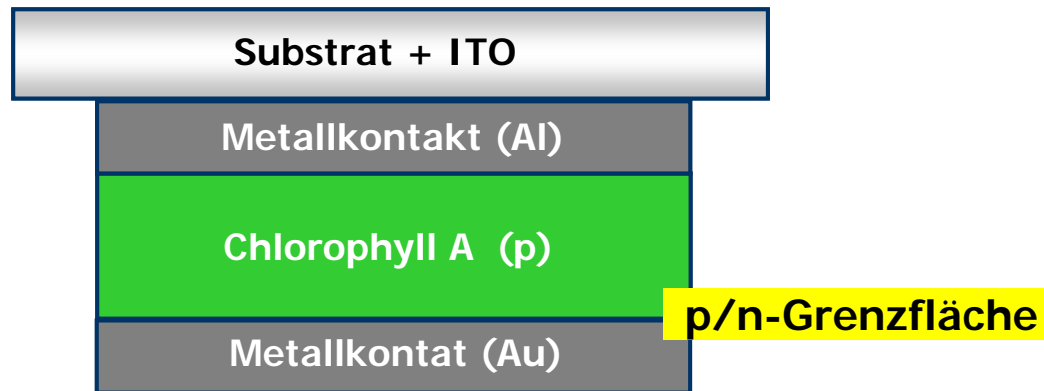 Substrat + ITO
Metallkontakt (Al)
Chlorophyll A (p)
p/n-Grenzfläche
Metallkontat (Au)